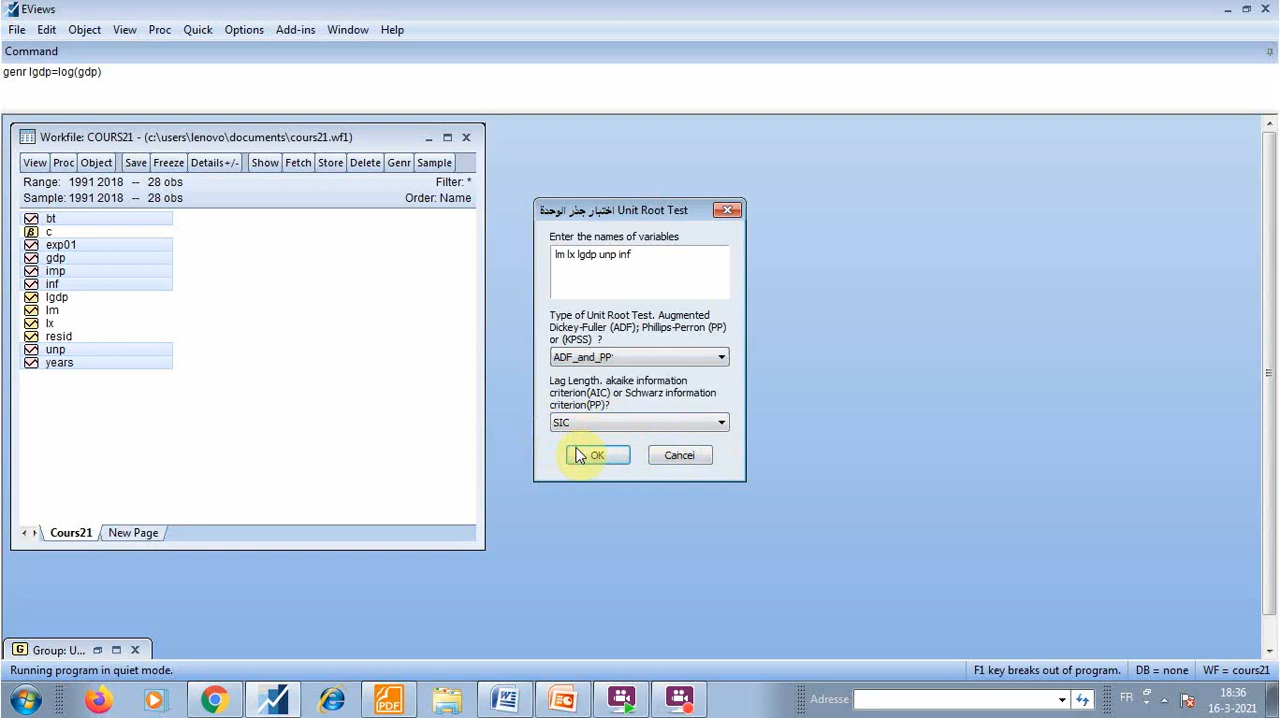 EViews
File Edit Object View Proc Quick Options Add-ins Window Help
Command
genr lgdp=log(gdp)
Workfile: COURS21 - (c:\users\lenovo\documents\cours21.wf1)
View Proc Object Save Freeze Details+/- Show Fetch Store Delete Genr Sample
Range: 1991 2018 -- 28 obs Filter: *
Sample: 1991 2018 -- 28 obs Order: Name
bt
c
exp01
gdp
imp
inf
lgdp
lm
lx
resid
unp
years
Cours21 New Page
Unit Root Test اختبار جذر الوحدة
Enter the names of variables
lm lx lgdp unp inf
Type of Unit Root Test. Augmented
Dickey-Fuller (ADF); Phillips-Perron (PP)
or (KPSS) ?
ADF_and_PP'
Lag Length. akaike information
criterion(AIC) or Schwarz information
criterion(PP)?
SIC
OK Cancel
G Group: U...
Running program in quiet mode. F1 key breaks out of program. DB = none WF = cours21
PDF
Adresse
FR
18:36
16-3-2021